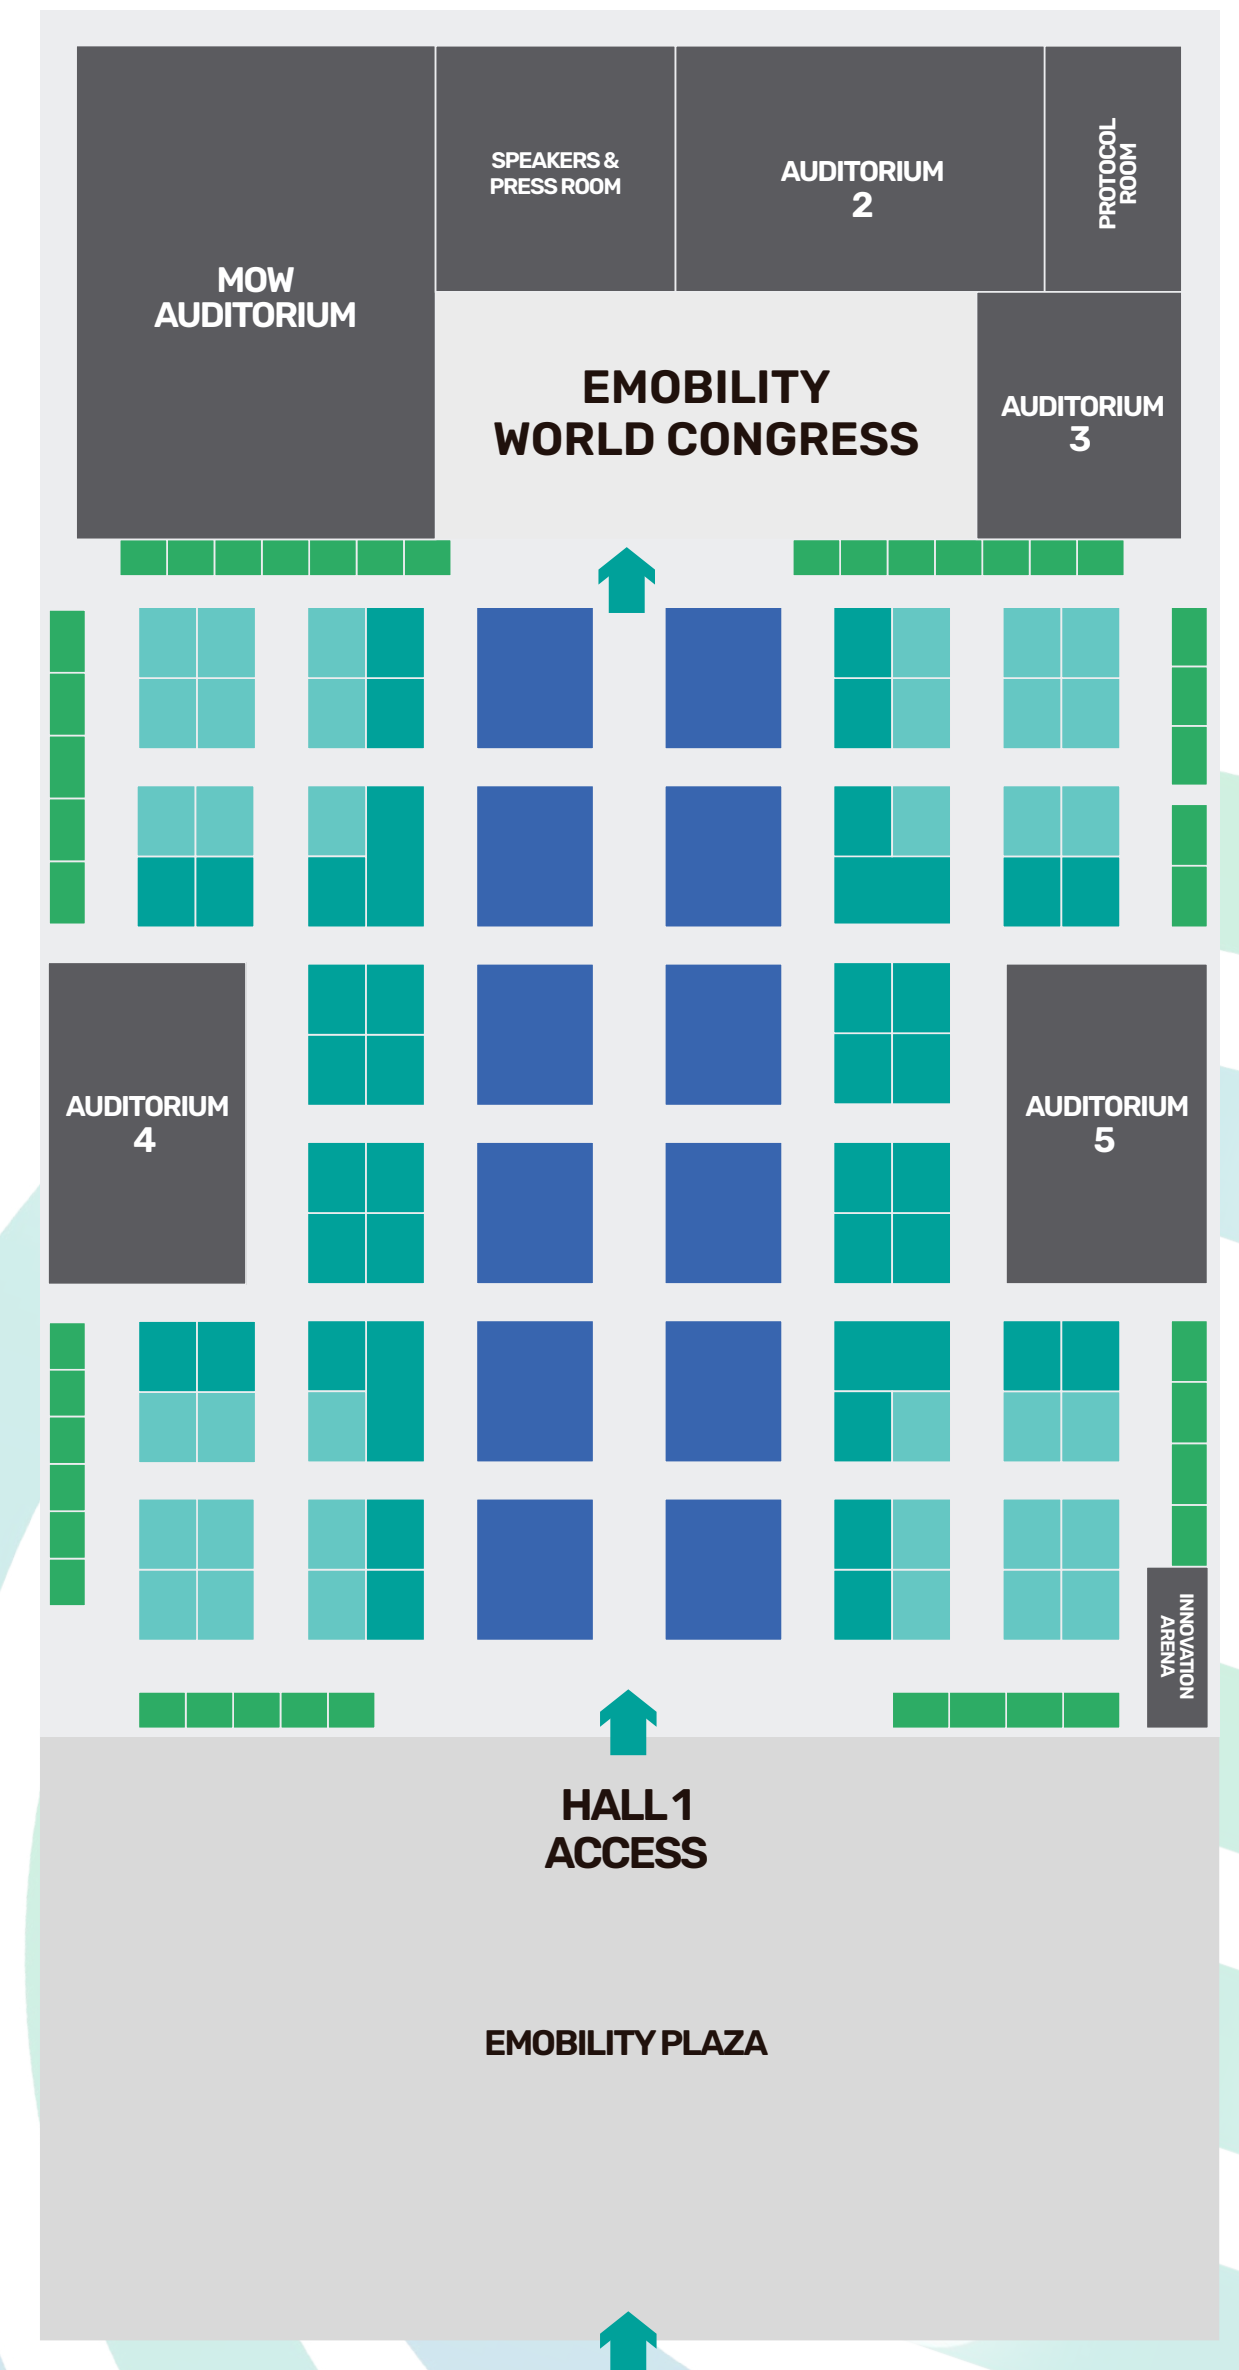 SPEAKERS &
PRESS ROOM
AUDITORIUM
2
PROTOCOL
ROOM
MOW
AUDITORIUM
EMOBILITY
WORLD CONGRESS
AUDITORIUM
3
AUDITORIUM
4
AUDITORIUM
5
INNOVATION
ARENA
HALL 1
ACCESS
EMOBILITY PLAZA